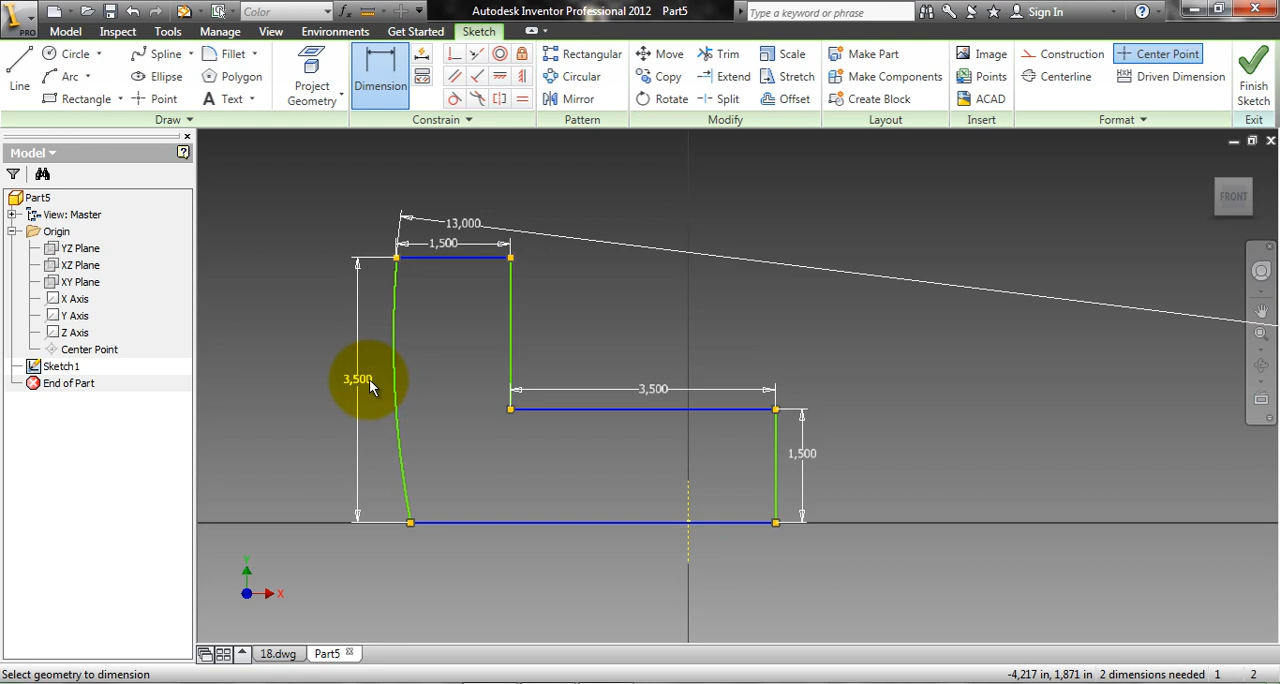 PRO
Color
Autodesk Inventor Professional 2012 Part5
Type a keyword or phrase
Sign In
Model Inspect Tools Manage View Environments Get Started Sketch
Line
Circle
Arc
Rectangle
Spline
Ellipse
Point
Fillet
Polygon
Text
Project
Geometry
Dimension
Rectangular
Circular
Mirror
Move
Copy
Rotate
Trim
Extend
Split
Scale
Stretch
Offset
Make Part
Make Components
Create Block
Image
Points
ACAD
Construction
Centerline
Center Point
Driven Dimension
Finish
Sketch
Draw Constrain Pattern Modify Layout Insert Format Exit
Model
Part5
View: Master
Origin
YZ Plane
XZ Plane
XY Plane
X Axis
Y Axis
Z Axis
Center Point
Sketch1
End of Part
FRONT
13,000
1,500
3,500
3,500
1,500
Y
X
18.dwg Part5
Select geometry to dimension
-4,217 in, 1,871 in 2 dimensions needed 1 2